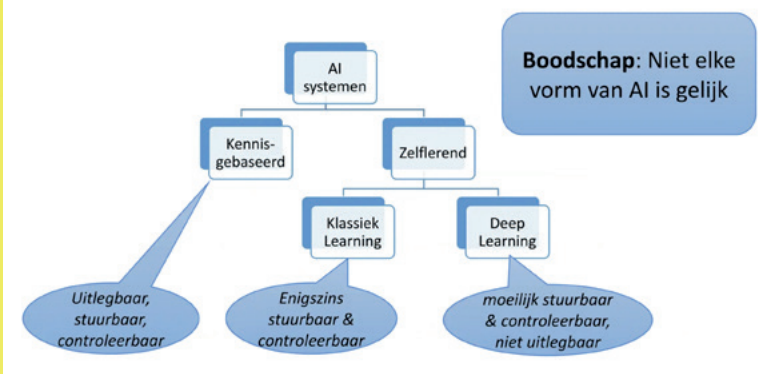 Boodschap: Niet elke
vorm van AI is gelijk
AI
systemen
Kennis-
gebaseerd
Zelflerend
Klassiek
Learning
Deep
Learning
Uitlegbaar,
stuurbaar,
controleerbaar
Enigszins
stuurbaar &
controleerbaar
moeilijk stuurbaar
& controleerbaar,
niet uitlegbaar